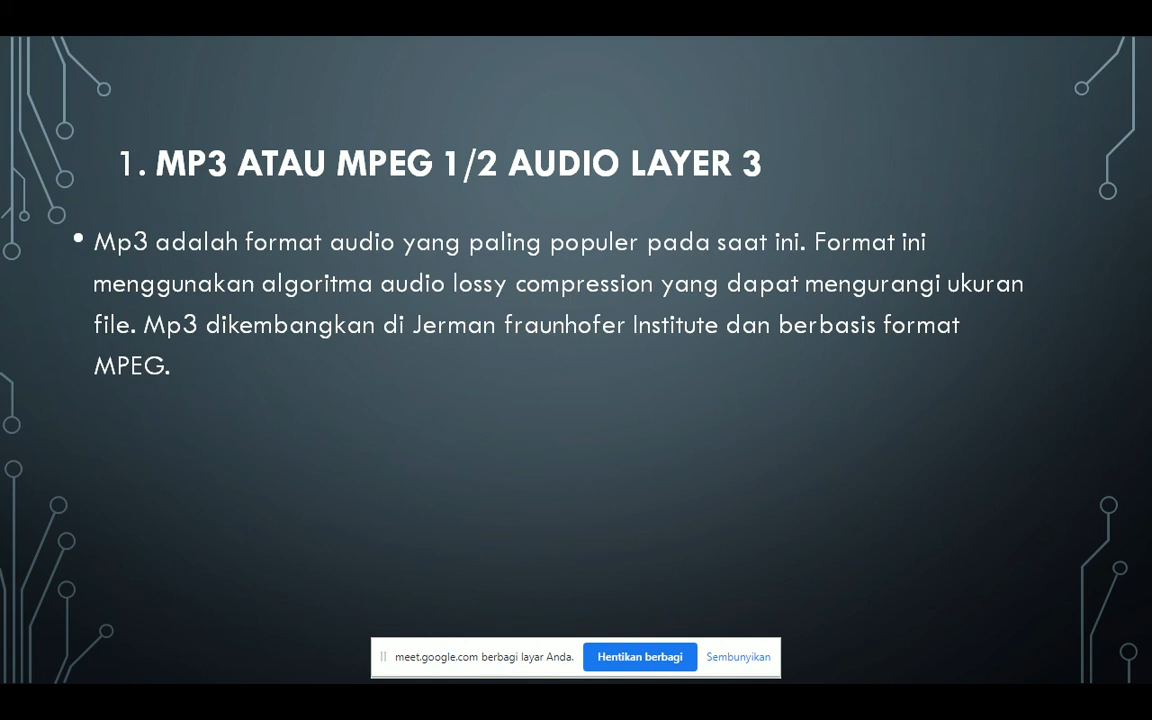 1. MP3 ATAU MPEG 1/2 AUDIO LAYER 3
• Mp3 adalah format audio yang paling populer pada saat ini. Format ini
menggunakan algoritma audio lossy compression yang dapat mengurangi ukuran
file. Mp3 dikembangkan di Jerman fraunhofer Institute dan berbasis format
MPEG.
meet.google.com berbagi layar Anda. Hentikan berbagi Sembunyikan